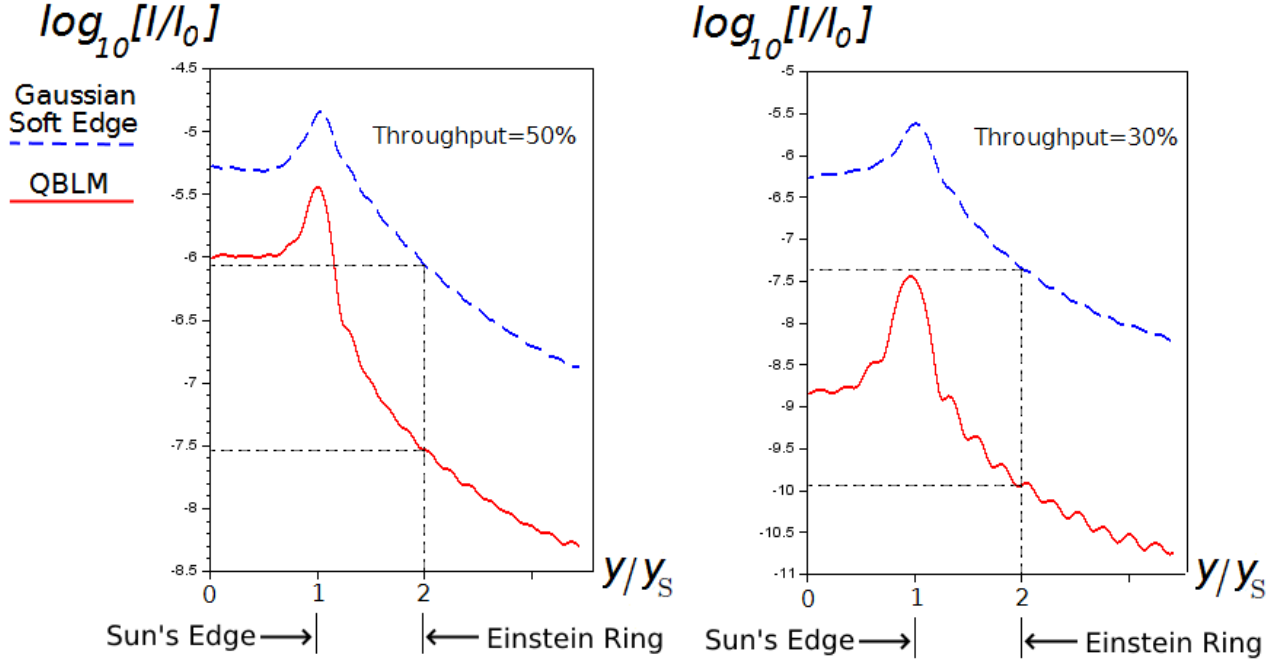 log10[I/I0]
log10[I/I0]
Gaussian
Soft Edge
QBLM
Throughput=50%
-4.5
-5
-5.5
-6
-6.5
-7
-7.5
-8
-8.5
0
1
2
y/yS
Sun's Edge
Einstein Ring
Throughput=30%
-5
-6
-6.5
-7
-7.5
-8
-8.5
-9
-9.5
-10
-10.5
-11
0
1
2
y/yS
Sun's Edge
Einstein Ring